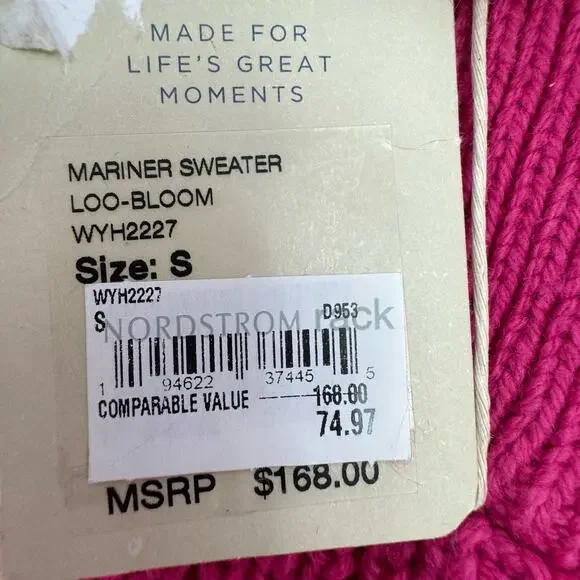 MADE FOR
LIFE'S GREAT
MOMENTS
MARINER SWEATER
LOO-BLOOM
WYH2227
Size: S
WYH2227
S D953
NORDSTROM rack
1 94622 37445 5
COMPARABLE VALUE 168.00
74.97
MSRP $168.00